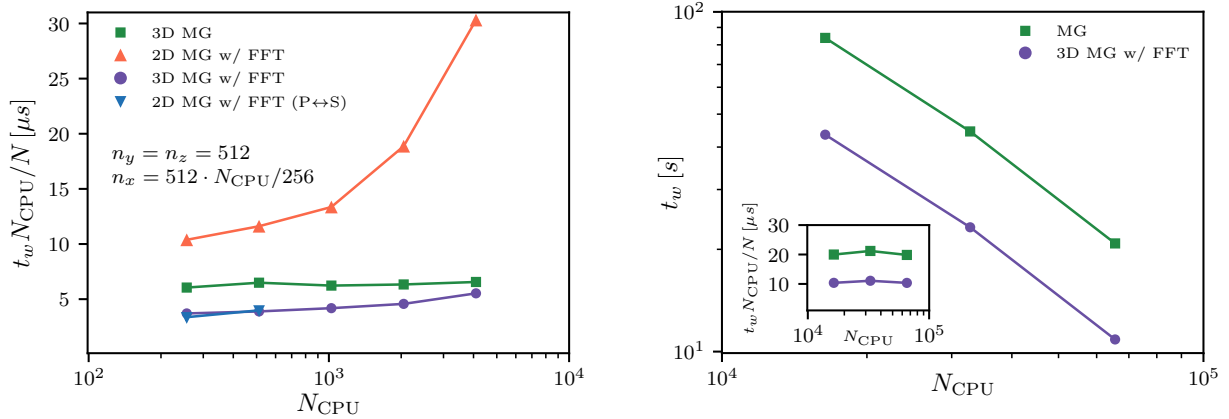 30
25
20
15
10
5
t_w N_CPU/N [μs]
3D MG
2D MG w/ FFT
3D MG w/ FFT
2D MG w/ FFT (P↔S)
n_y = n_z = 512
n_x = 512 · N_CPU/256
10^2
10^3
10^4
N_CPU
10^2
10^1
t_w [s]
MG
3D MG w/ FFT
30
20
10
t_w N_CPU/N [μs]
10^4
N_CPU
10^5
10^4
N_CPU
10^5